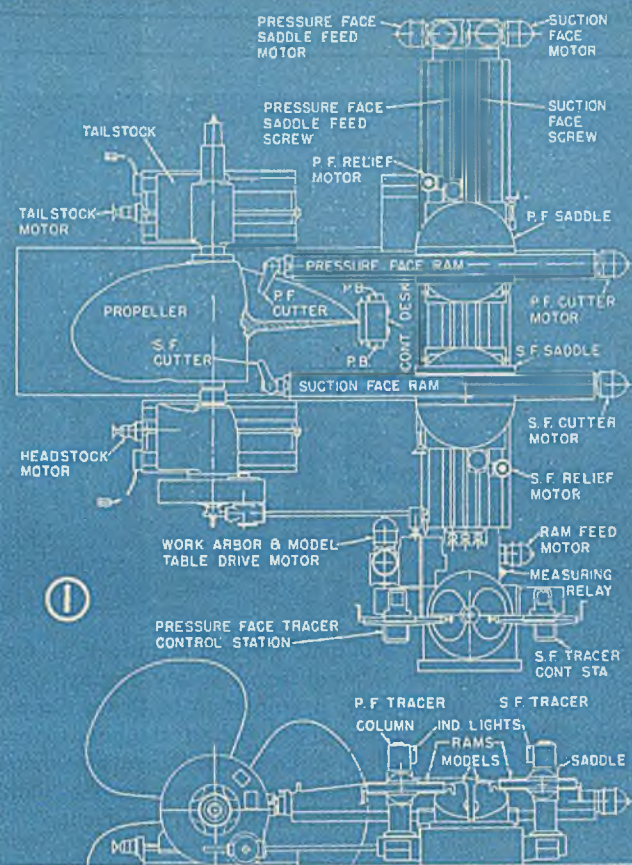 PRESSURE FACE
SADDLE FEED
MOTOR
SUCTION
FACE
MOTOR
PRESSURE FACE
SADDLE FEED
SCREW
SUCTION
FACE
SCREW
TAILSTOCK
P.F. RELIEF
MOTOR
TAILSTOCK
MOTOR
P.F. SADDLE
PRESSURE FACE RAM
P.B.
P.F.
CUTTER
PROPELLER
CONT DESK
P.F. CUTTER
MOTOR
S.F.
CUTTER
P.B.
S.F. SADDLE
SUCTION FACE RAM
S.F. CUTTER
MOTOR
HEADSTOCK
MOTOR
S.F. RELIEF
MOTOR
WORK ARBOR & MODEL
TABLE DRIVE MOTOR
RAM FEED
MOTOR
MEASURING
RELAY
1
PRESSURE FACE TRACER
CONTROL STATION
S.F. TRACER
CONT STA
P.F. TRACER
S.F. TRACER
COLUMN
IND. LIGHTS
RAMS
MODELS
SADDLE